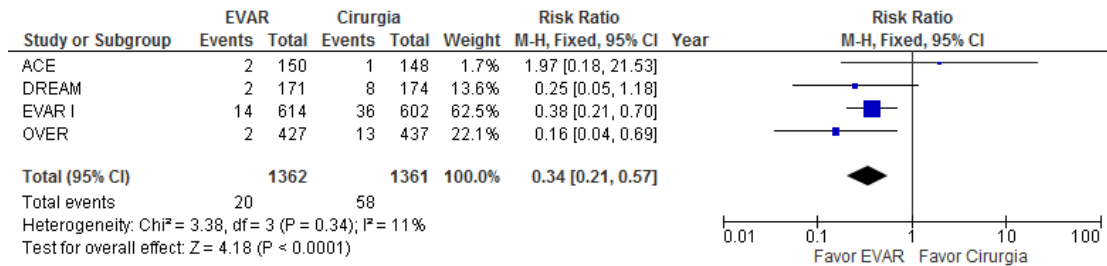 EVAR Cirurgia Risk Ratio Risk Ratio
Study or Subgroup Events Total Events Total Weight M-H, Fixed, 95% CI Year M-H, Fixed, 95% CI
ACE 2 150 1 148 1.7% 1.97 [0.18, 21.53]
DREAM 2 171 8 174 13.6% 0.25 [0.05, 1.18]
EVAR I 14 614 36 602 62.5% 0.38 [0.21, 0.70]
OVER 2 427 13 437 22.1% 0.16 [0.04, 0.69]
Total (95% CI) 1362 1361 100.0% 0.34 [0.21, 0.57]
Total events 20 58
Heterogeneity: Chi² = 3.38, df = 3 (P = 0.34); I² = 11%
Test for overall effect: Z = 4.18 (P < 0.0001)
0.01 0.1 1 10 100
Favor EVAR Favor Cirurgia